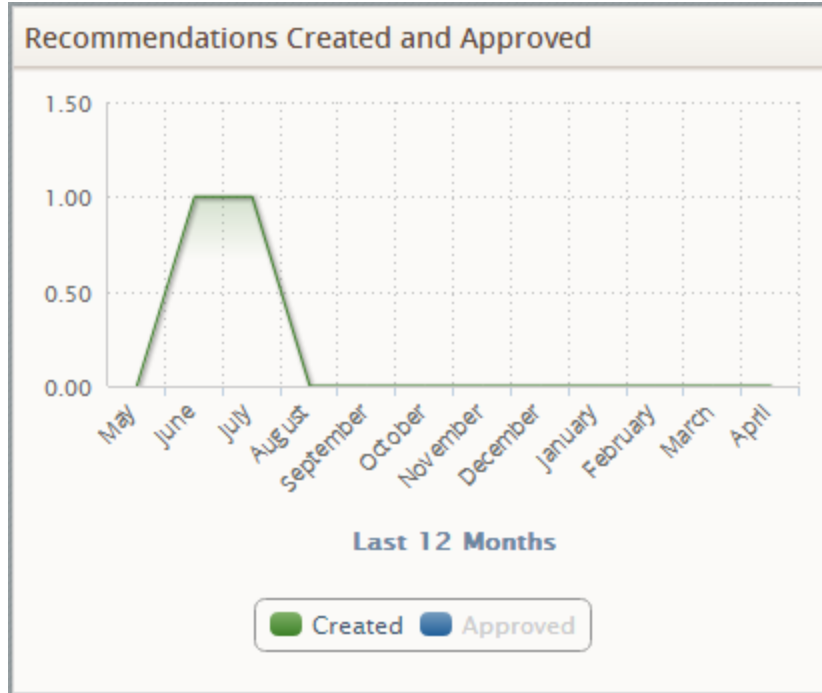 Recommendations Created and Approved
1.50
1.00
0.50
0.00
May June July August September October November December January February March April
Last 12 Months
Created Approved